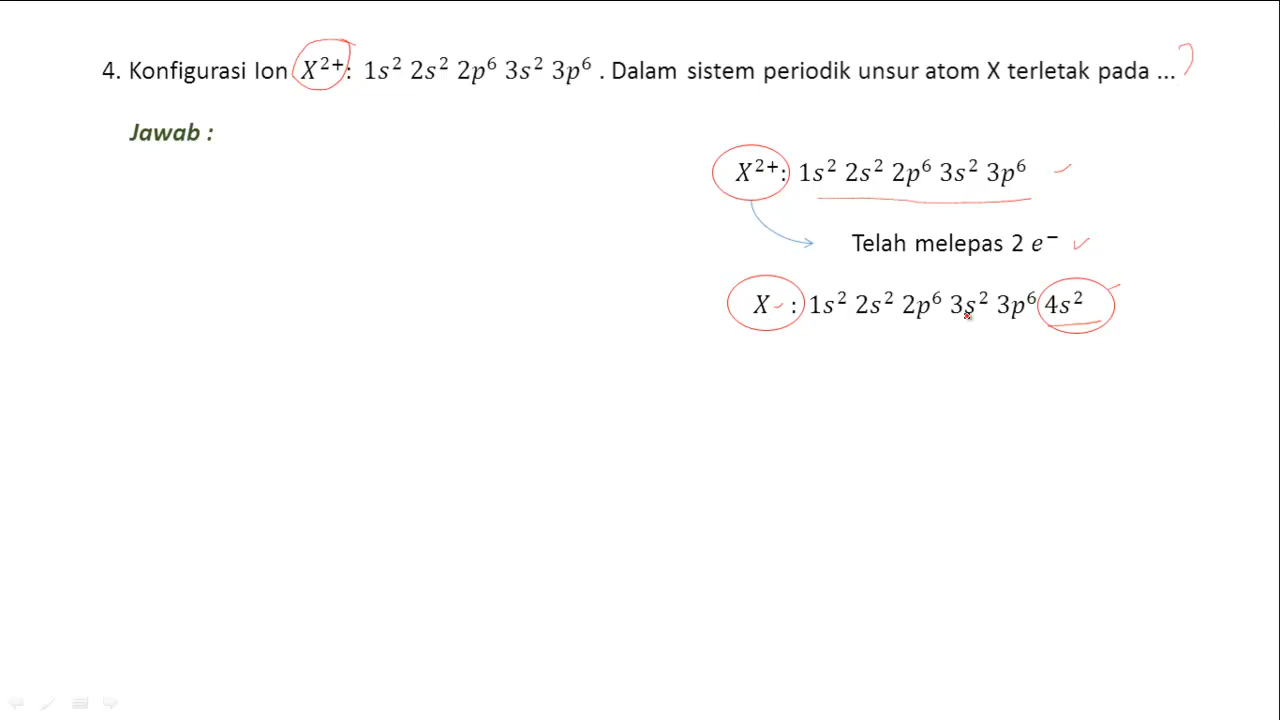 4. Konfigurasi Ion X²⁺: 1s² 2s² 2p⁶ 3s² 3p⁶ . Dalam sistem periodik unsur atom X terletak pada ... ?
Jawab :
X²⁺: 1s² 2s² 2p⁶ 3s² 3p⁶
Telah melepas 2 e⁻
X : 1s² 2s² 2p⁶ 3s² 3p⁶ 4s²